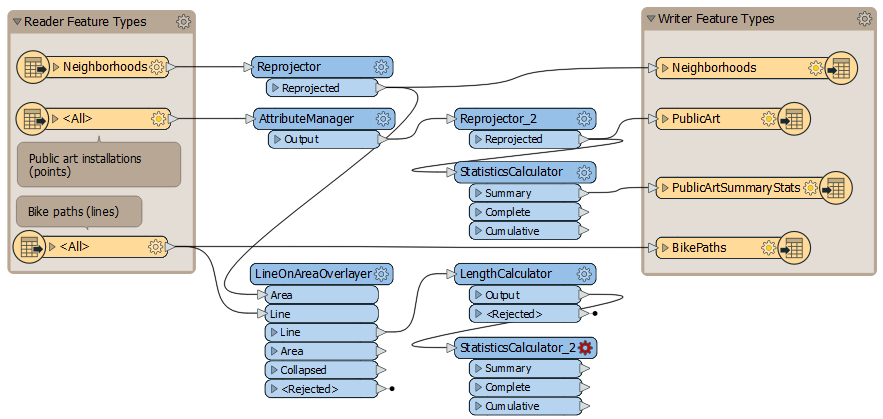 Reader Feature Types
Neighborhoods
<All>
Public art installations
(points)
Bike paths (lines)
<All>
Reprojector
Reprojected
AttributeManager
Output
LineOnAreaOverlayer
Area
Line
Line
Area
Collapsed
<Rejected>
Reprojector_2
Reprojected
StatisticsCalculator
Summary
Complete
Cumulative
LengthCalculator
Output
<Rejected>
StatisticsCalculator_2
Summary
Complete
Cumulative
Writer Feature Types
Neighborhoods
PublicArt
PublicArtSummaryStats
BikePaths